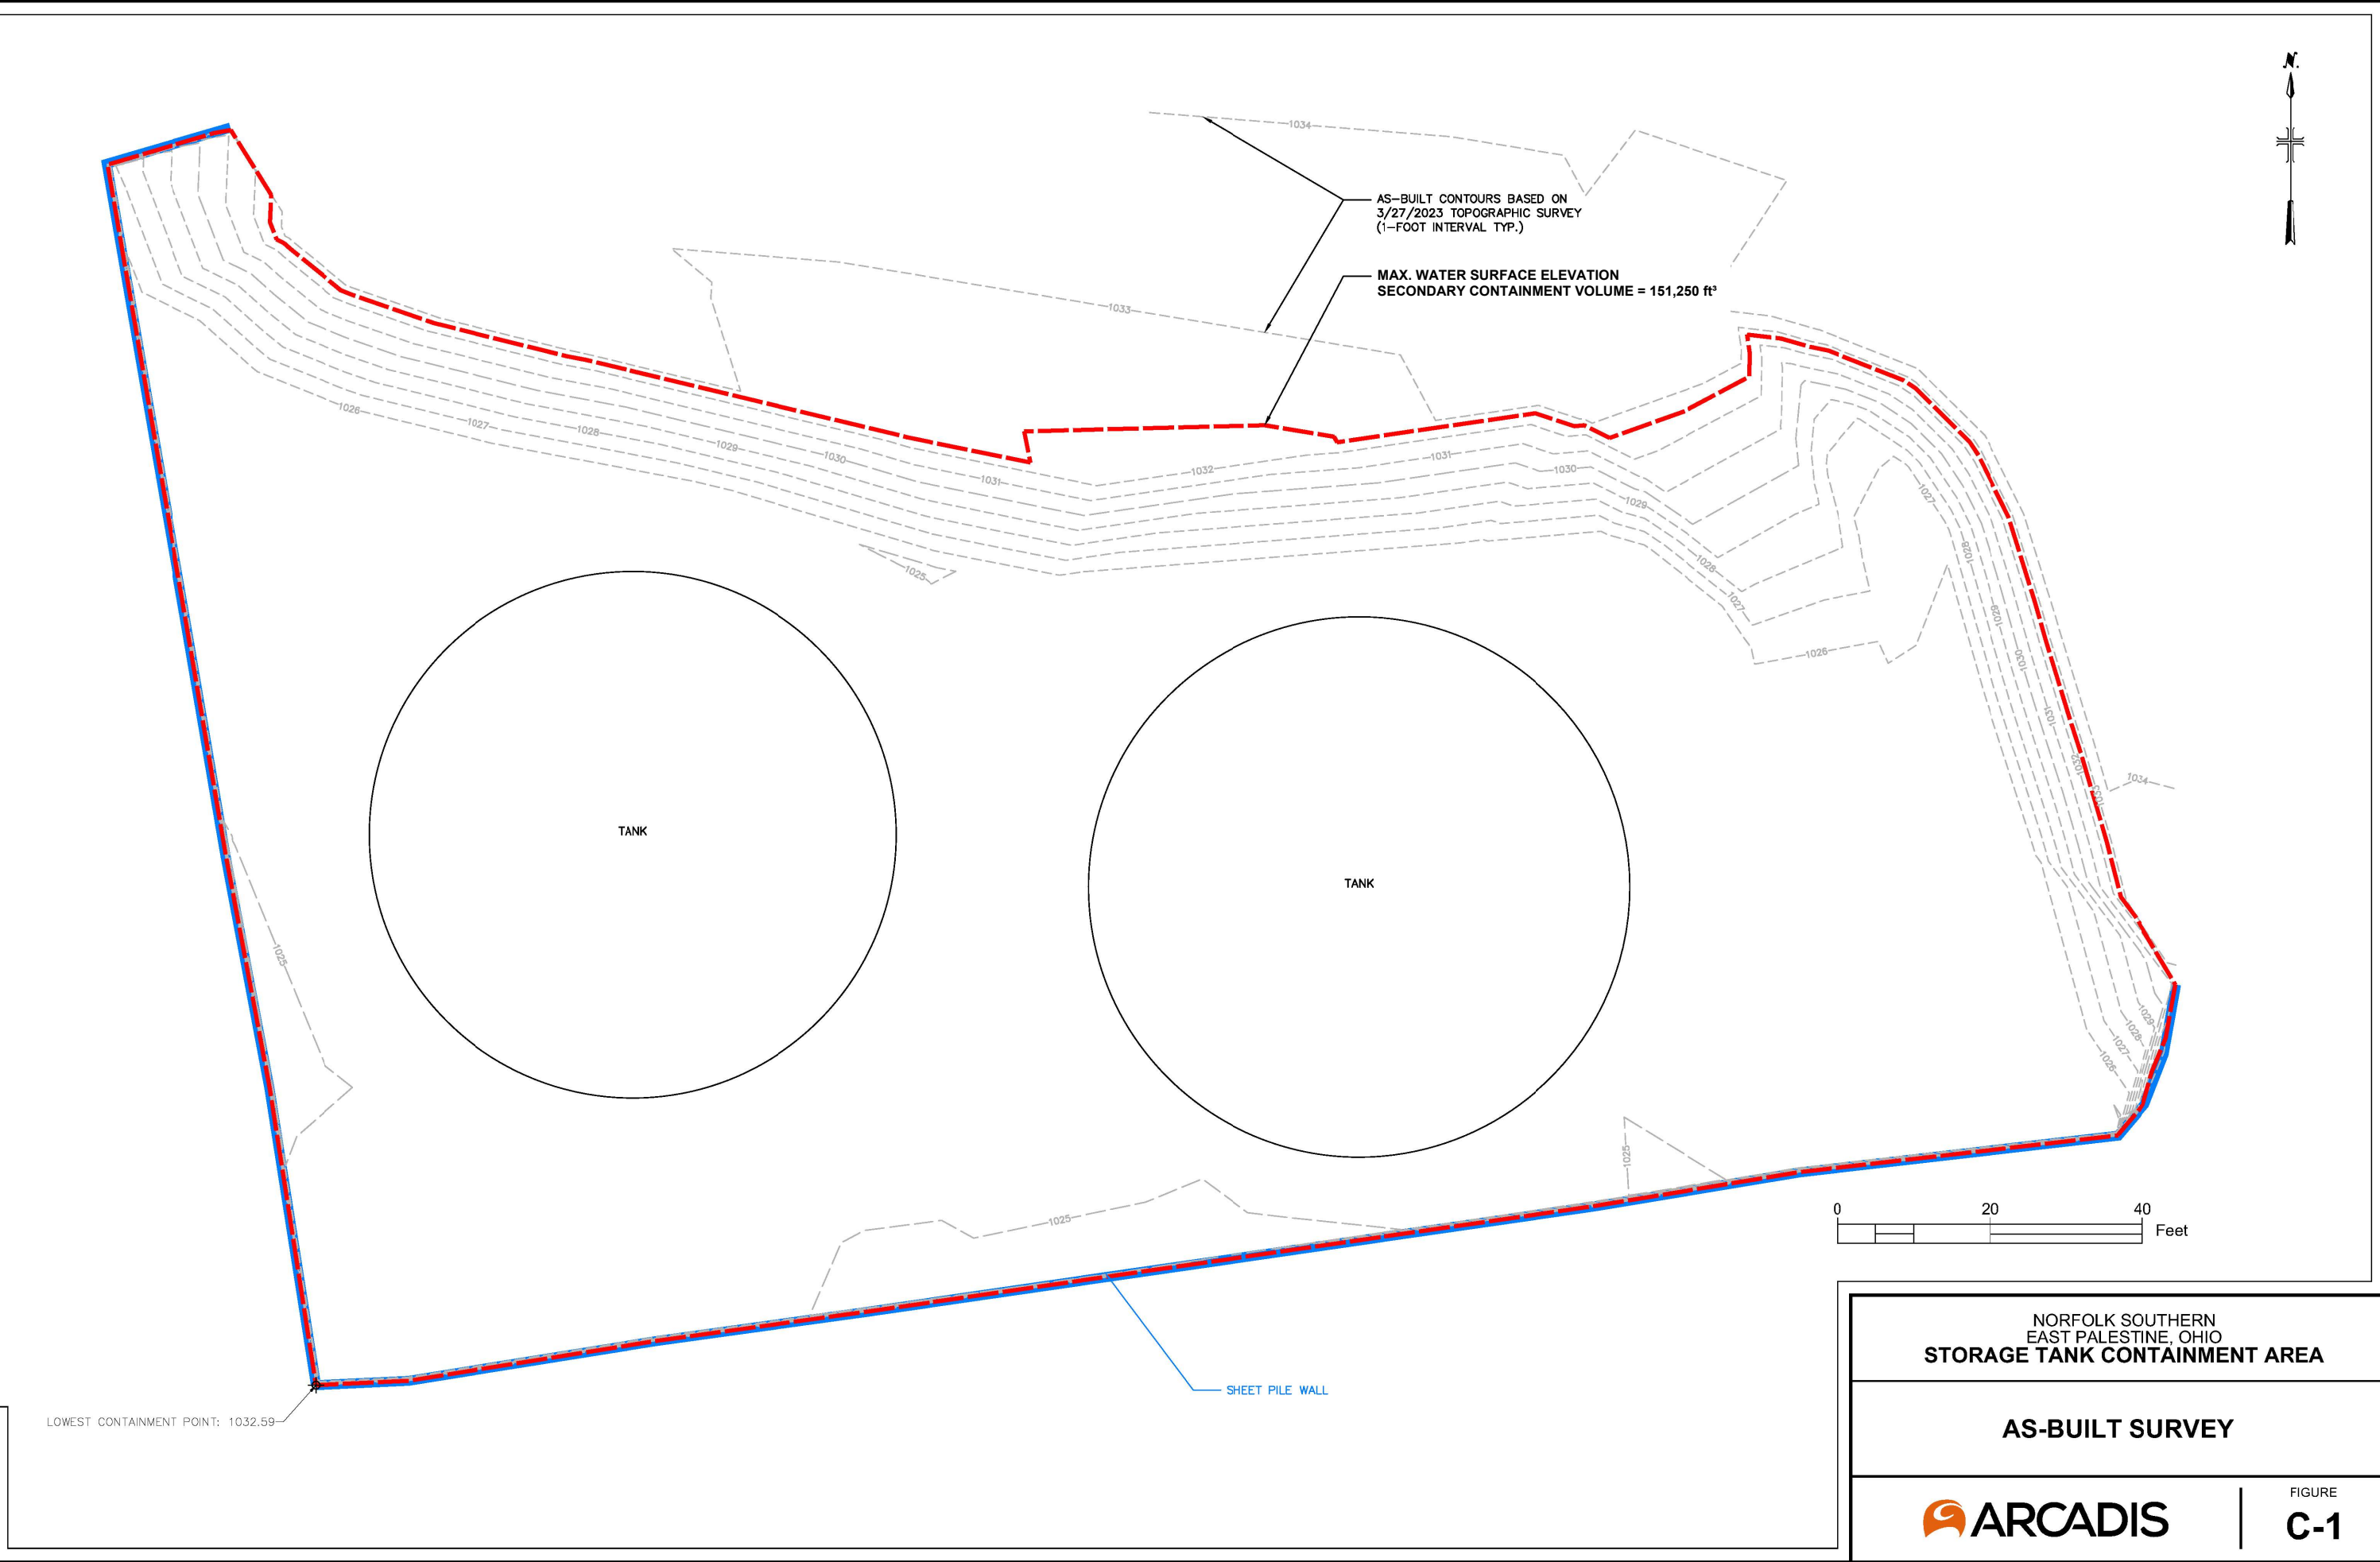 N.
1034
AS-BUILT CONTOURS BASED ON
3/27/2023 TOPOGRAPHIC SURVEY
(1-FOOT INTERVAL TYP.)
MAX. WATER SURFACE ELEVATION
SECONDARY CONTAINMENT VOLUME = 151,250 ft³
1033
1026
1027
1028
1029
1030
1031
1032
1031
1030
1029
1028
1027
1026
1025
1027
1028
1029
1030
1031
1032
1033
1034
TANK
TANK
1025
1029
1028
1027
1026
1025
1025
0 20 40
Feet
SHEET PILE WALL
LOWEST CONTAINMENT POINT: 1032.59
NORFOLK SOUTHERN
EAST PALESTINE, OHIO
STORAGE TANK CONTAINMENT AREA
AS-BUILT SURVEY
ARCADIS
FIGURE
C-1